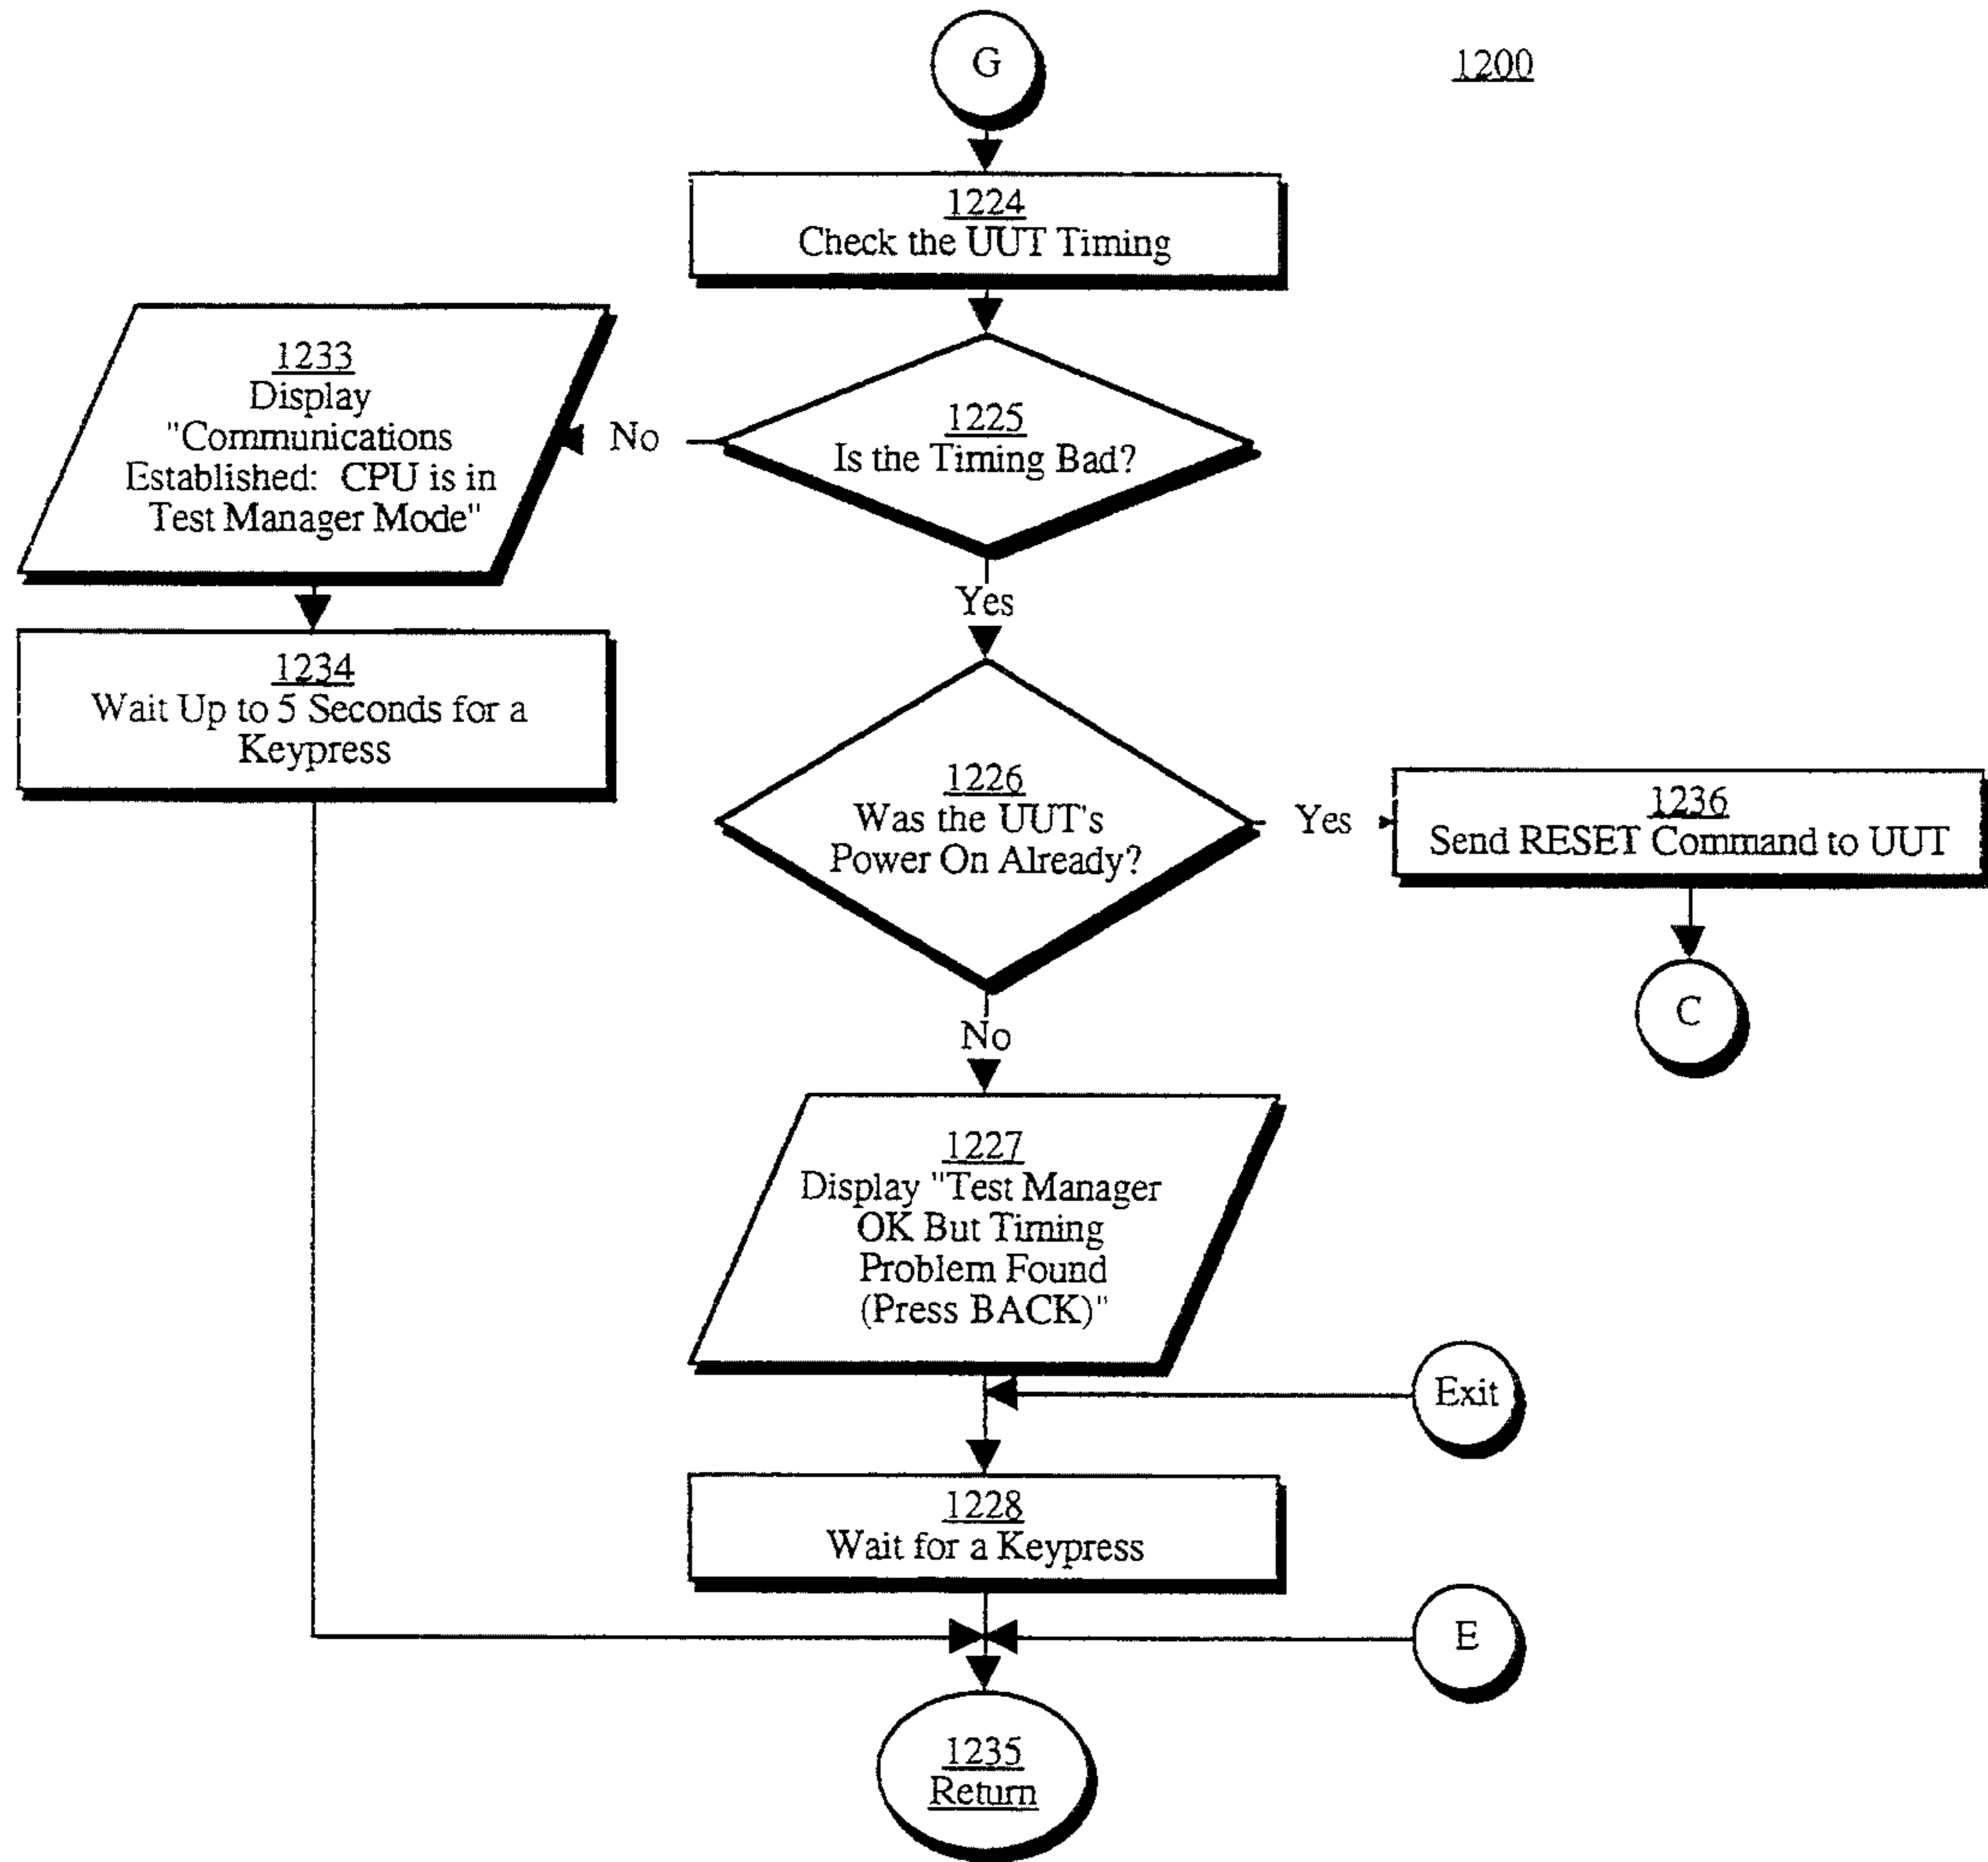 G
1200
1224
Check the UUT Timing
1233
Display
"Communications
Established: CPU is in
Test Manager Mode"
No
1225
Is the Timing Bad?
Yes
1234
Wait Up to 5 Seconds for a
Keypress
1226
Was the UUT's
Power On Already?
Yes
1236
Send RESET Command to UUT
C
No
1227
Display "Test Manager
OK But Timing
Problem Found
(Press BACK)"
Exit
1228
Wait for a Keypress
E
1235
Return